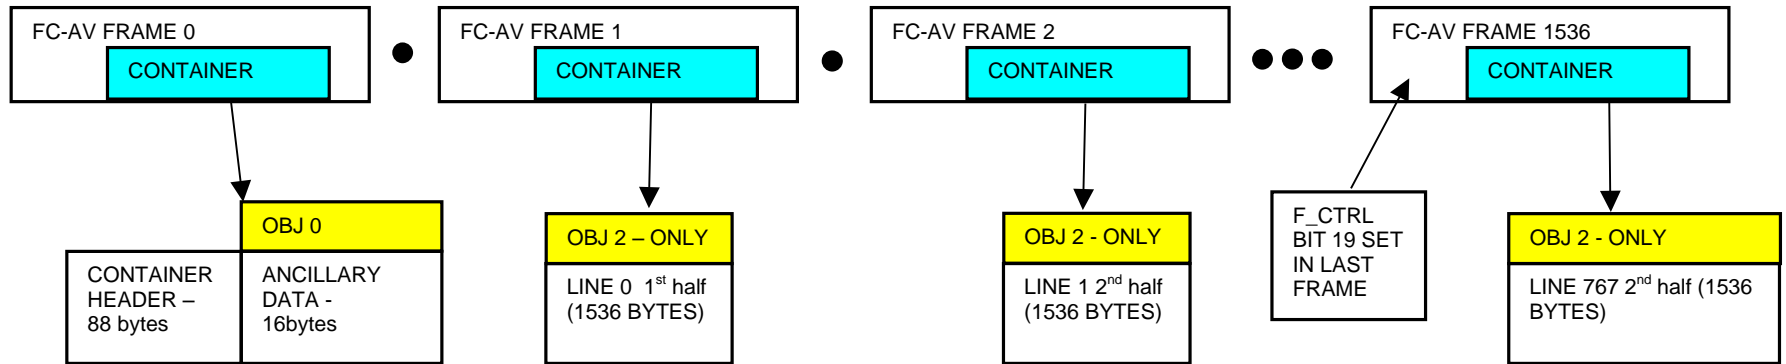 FC-AV FRAME 0
CONTAINER
FC-AV FRAME 1
CONTAINER
FC-AV FRAME 2
CONTAINER
FC-AV FRAME 1536
CONTAINER
OBJ 0
CONTAINER
HEADER –
88 bytes
ANCILLARY
DATA -
16bytes
OBJ 2 – ONLY
LINE 0 1st half
(1536 BYTES)
OBJ 2 - ONLY
LINE 1 2nd half
(1536 BYTES)
F_CTRL
BIT 19 SET
IN LAST
FRAME
OBJ 2 - ONLY
LINE 767 2nd half (1536
BYTES)